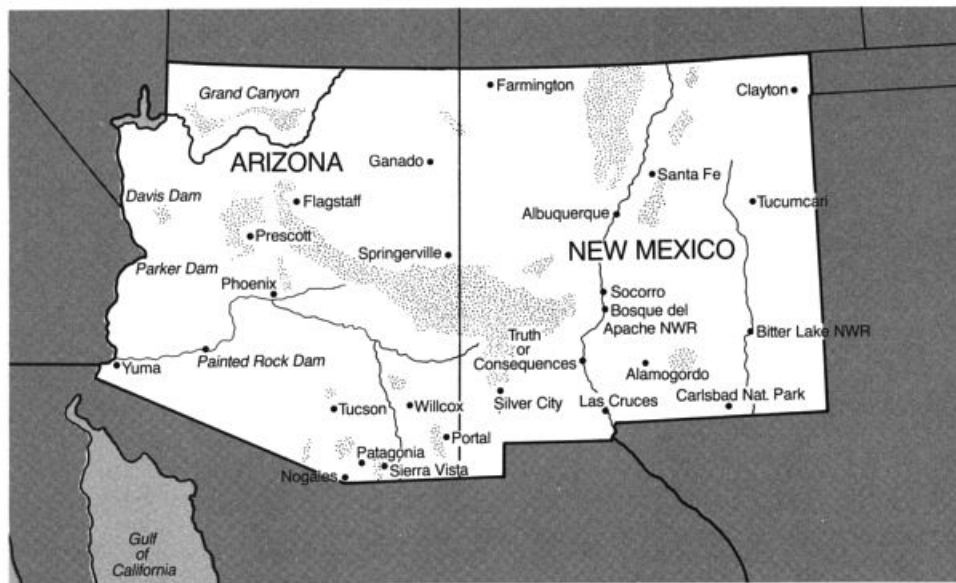 Grand Canyon
Farmington
Clayton
ARIZONA
Ganado
Santa Fe
Davis Dam
Flagstaff
Tucumcari
Albuquerque
Prescott
Springerville
NEW MEXICO
Parker Dam
Phoenix
Socorro
Bosque del
Apache NWR
Truth
or
Consequences
Bitter Lake NWR
Painted Rock Dam
Yuma
Alamogordo
Silver City
Las Cruces
Carlsbad Nat. Park
Tucson
Willcox
Portal
Patagonia
Nogales
Sierra Vista
Gulf
of
California